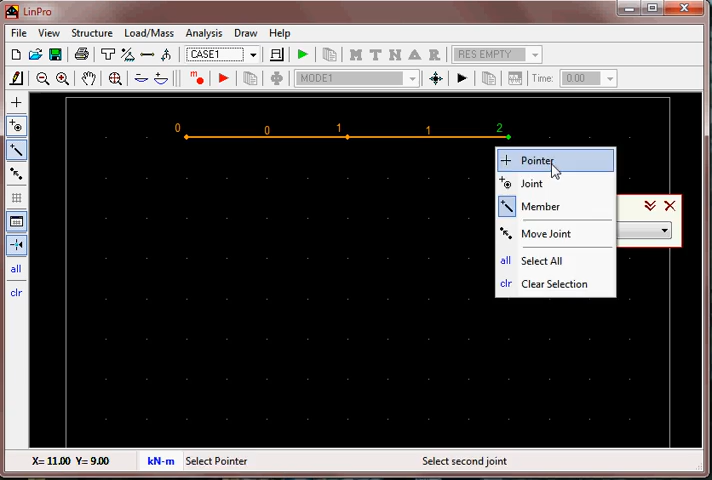 LinPro
File View Structure Load/Mass Analysis Draw Help
CASE1 M T N A R RES EMPTY
m MODE1 Time: 0.00
0 0 1 1 2
Pointer
Joint
Member
Move Joint
all Select All
clr Clear Selection
all
clr
X= 11.00 Y= 9.00 kN-m Select Pointer Select second joint